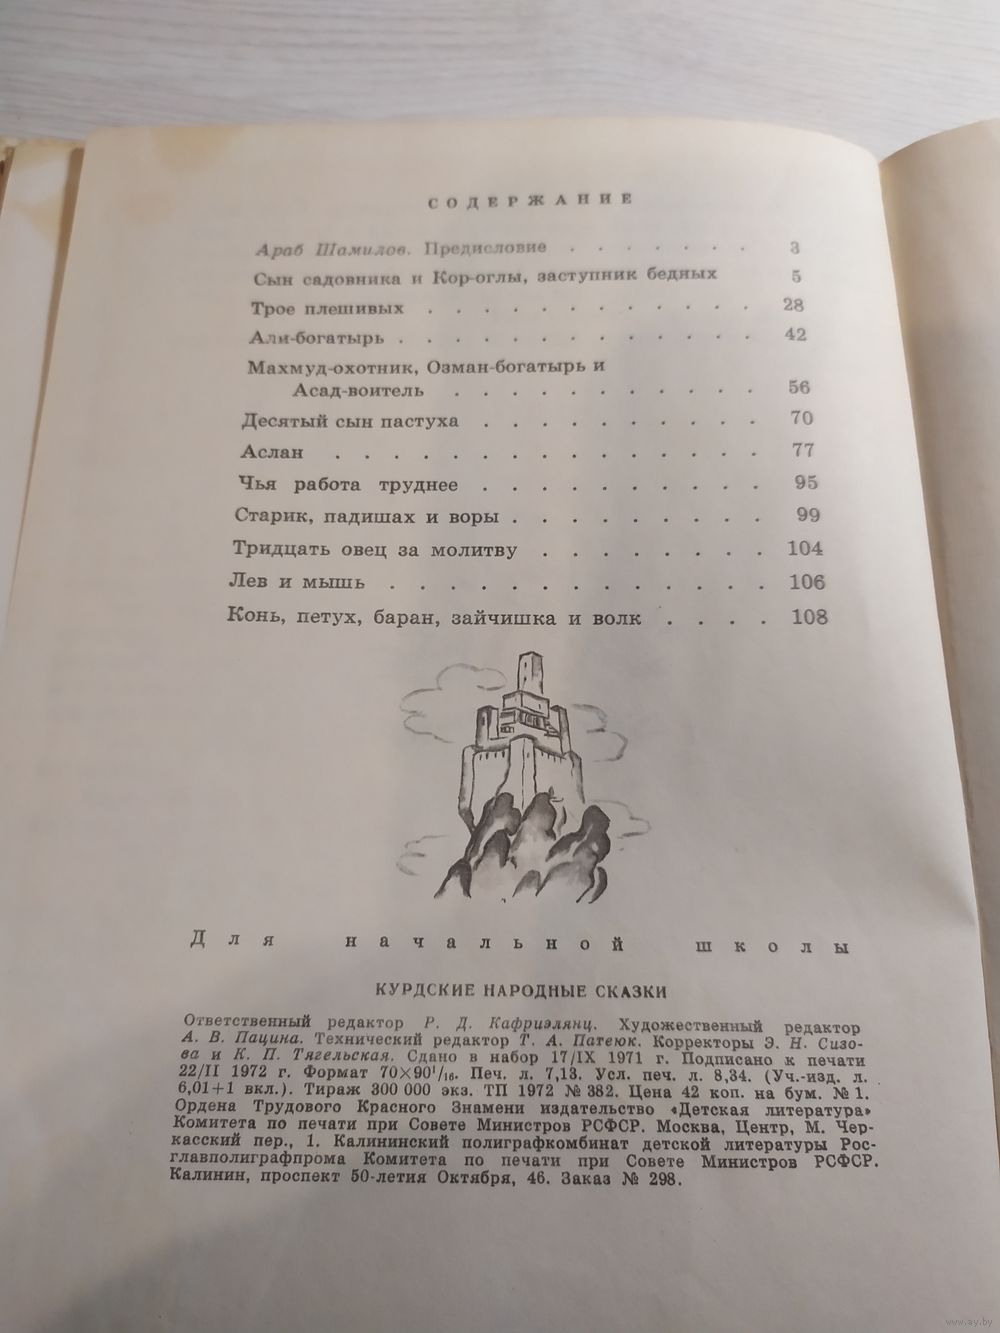 СОДЕРЖАНИЕ
Араб Шамилов. Предисловие . . . . . . . 3
Сын садовника и Кор-оглы, заступник бедных 5
Трое плешивых . . . . . . . . . . . . 28
Али-богатырь . . . . . . . . . . . . . 42
Махмуд-охотник, Озман-богатырь и
Асад-воитель . . . . . . . . . . . 56
Десятый сын пастуха . . . . . . . . . . 70
Аслан . . . . . . . . . . . . . . . 77
Чья работа труднее . . . . . . . . . . 95
Старик, падишах и воры . . . . . . . . . 99
Тридцать овец за молитву . . . . . . . . 104
Лев и мышь . . . . . . . . . . . . . 106
Конь, петух, баран, зайчишка и волк . . . . 108
Для начальной школы
КУРДСКИЕ НАРОДНЫЕ СКАЗКИ
Ответственный редактор Р. Д. Кафриэлянц. Художественный редактор
А. В. Пацина. Технический редактор Т. А. Патеюк. Корректоры Э. Н. Сизо-
ва и К. П. Тягельская. Сдано в набор 17/IX 1971 г. Подписано к печати
22/II 1972 г. Формат 70×90¹/₁₆. Печ. л. 7,13. Усл. печ. л. 8,34. (Уч.-изд. л.
6,01+1 вкл.). Тираж 300 000 экз. ТП 1972 № 382. Цена 42 коп. на бум. № 1.
Ордена Трудового Красного Знамени издательство «Детская литература»
Комитета по печати при Совете Министров РСФСР. Москва, Центр, М. Чер-
касский пер., 1. Калининский полиграфкомбинат детской литературы Рос-
главполиграфпрома Комитета по печати при Совете Министров РСФСР.
Калинин, проспект 50-летия Октября, 46. Заказ № 298.
www.ay.by